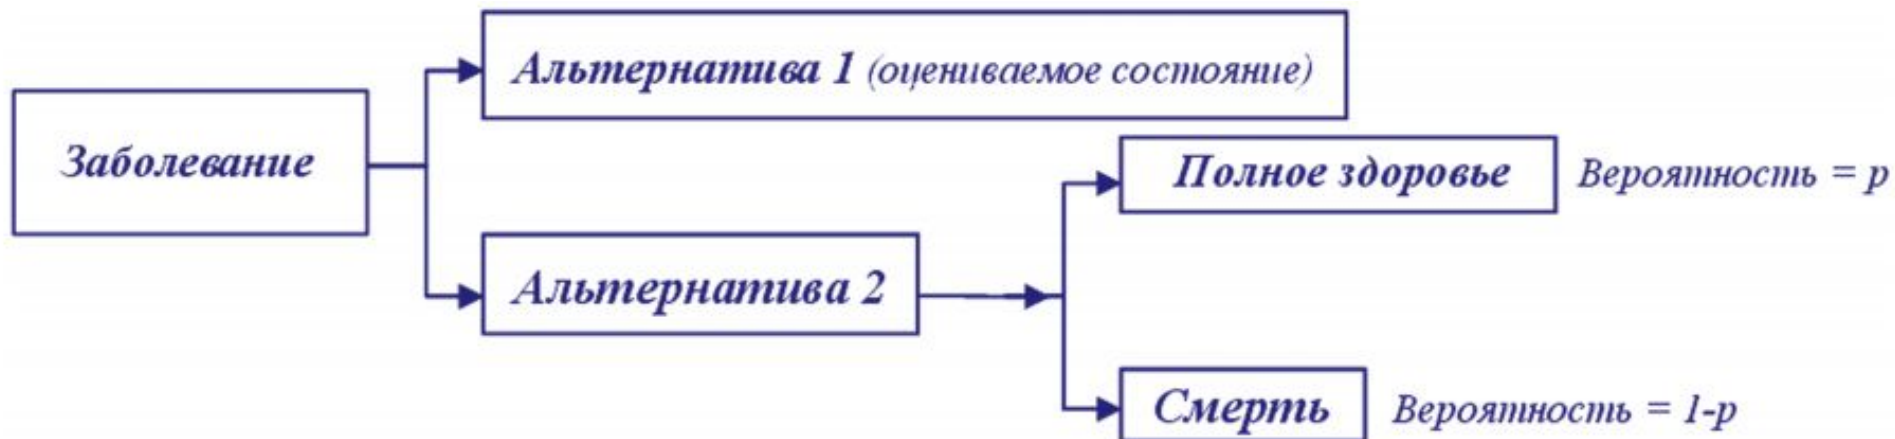 Альтернатива 1 (оцениваемое состояние)
Заболевание
Полное здоровье Вероятность = p
Альтернатива 2
Смерть Вероятность = 1-p